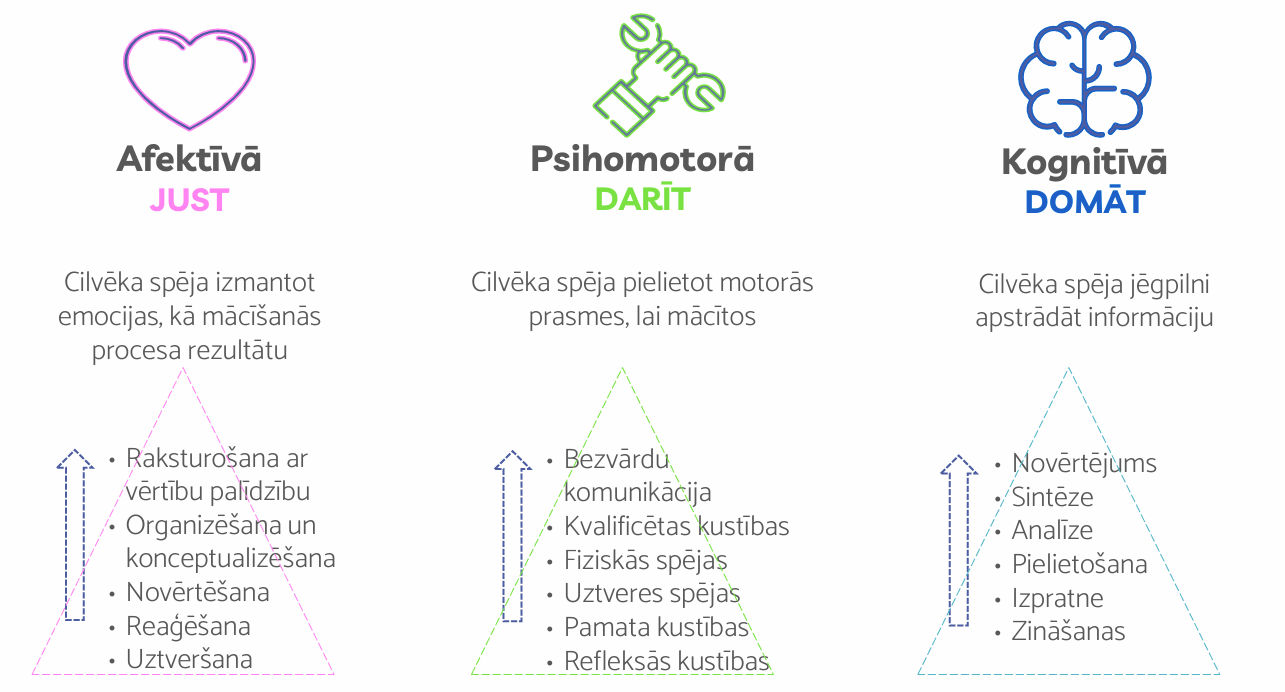 Afektīvā
JUST
Cilvēka spēja izmantot
emocijas, kā mācīšanās
procesa rezultātu
• Raksturošana ar
vērtību palīdzību
• Organizēšana un
konceptualizēšana
• Novērtēšana
• Reaģēšana
• Uztveršana
Psihomotorā
DARĪT
Cilvēka spēja pielietot motorās
prasmes, lai mācītos
• Bezvārdu
komunikācija
• Kvalificētas kustības
• Fiziskās spējas
• Uztveres spējas
• Pamata kustības
• Refleksās kustības
Kognitīvā
DOMĀT
Cilvēka spēja jēgpilni
apstrādāt informāciju
• Novērtējums
• Sintēze
• Analīze
• Pielietošana
• Izpratne
• Zināšanas